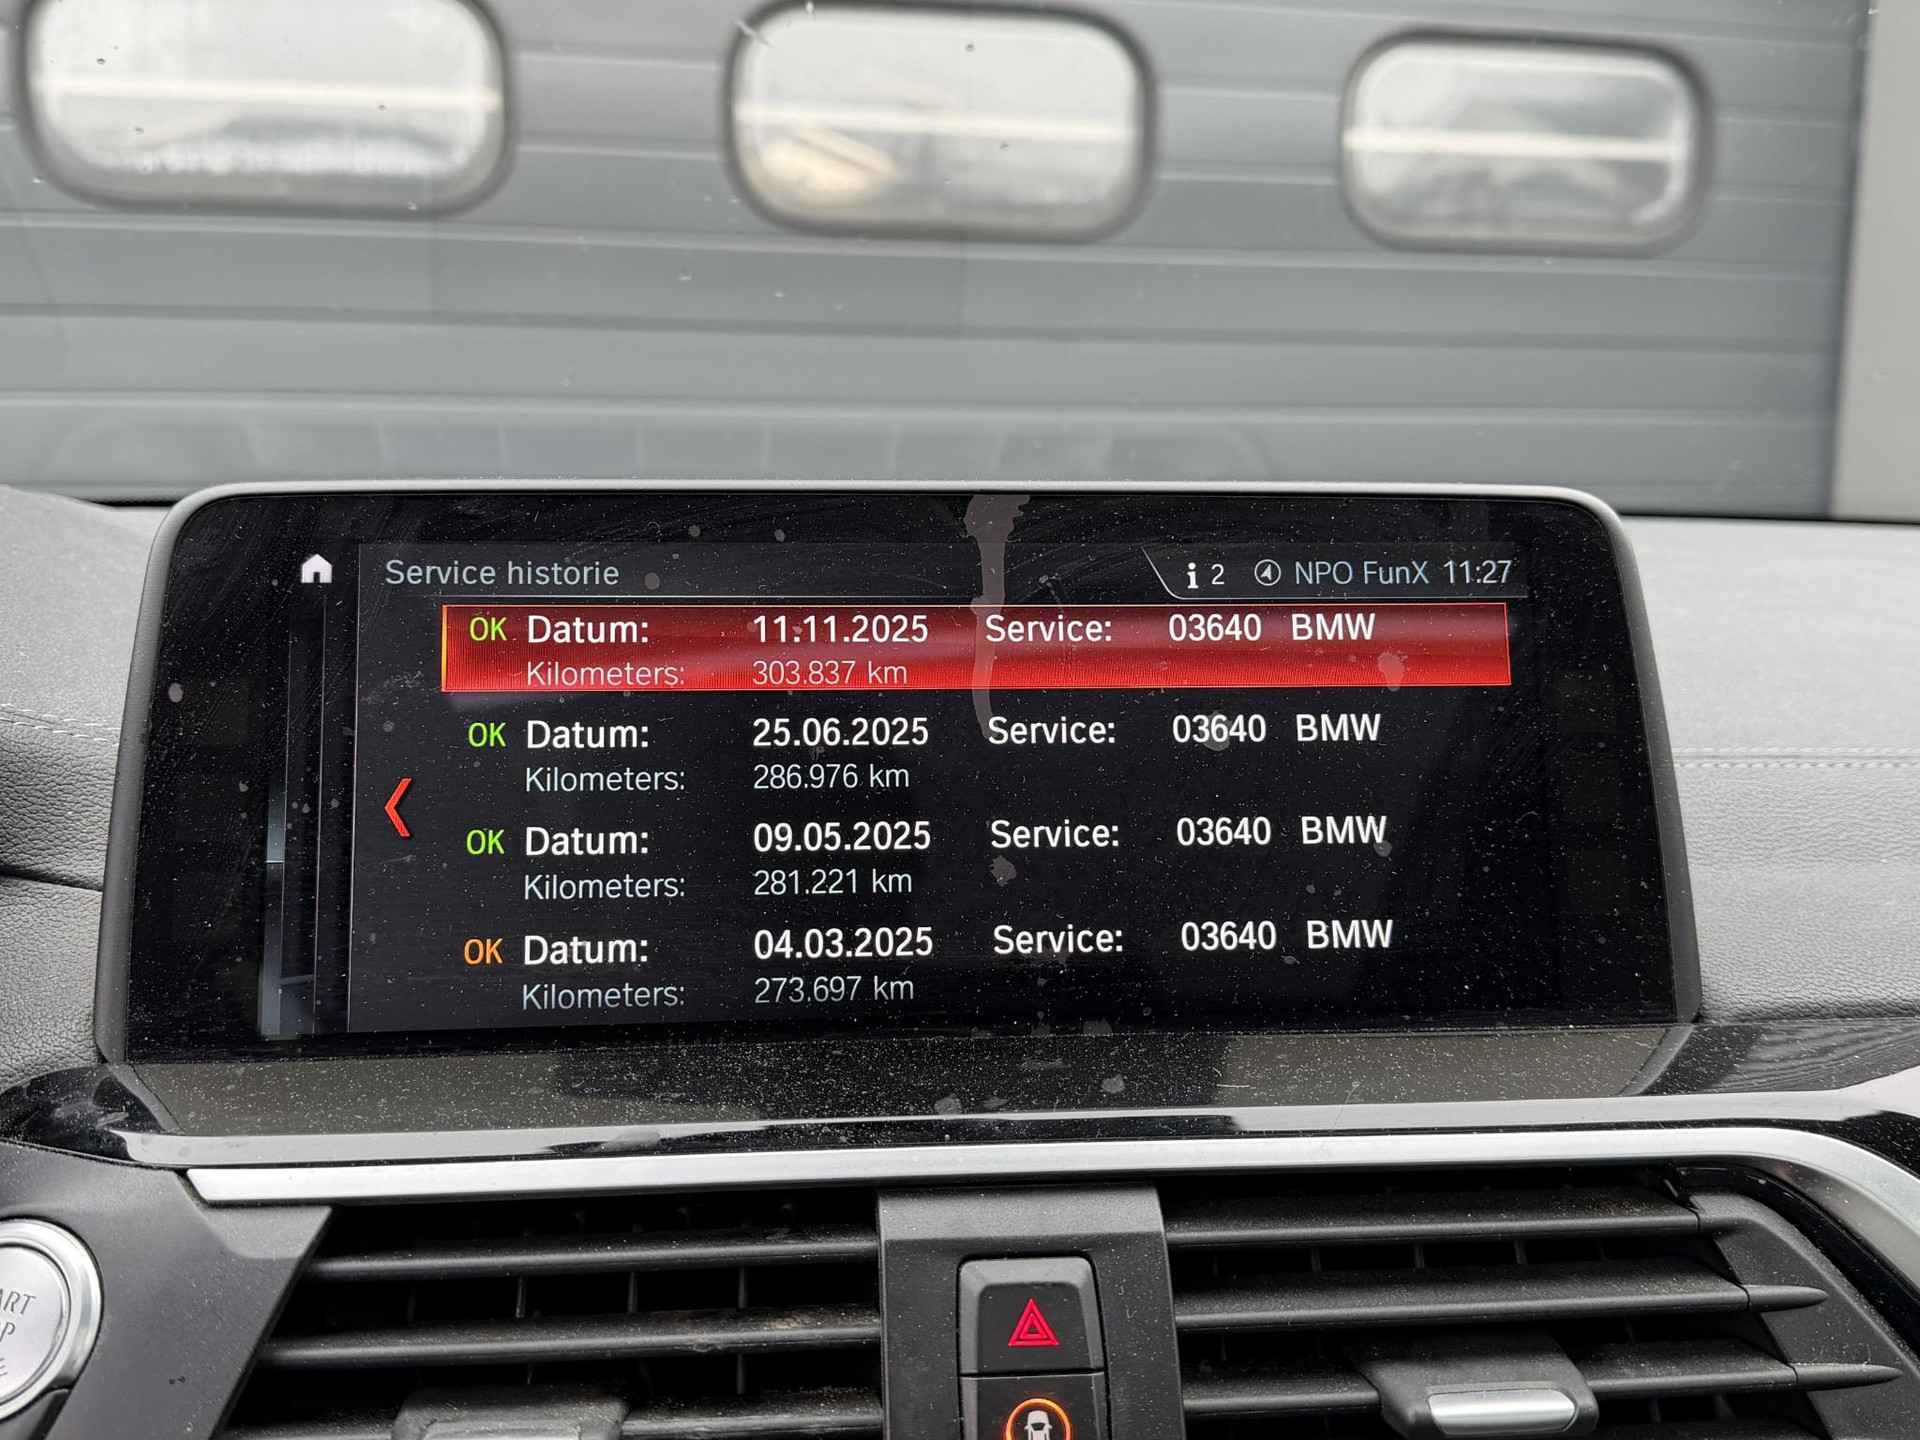 Service historie
i 2 NPO FunX 11:27
OK Datum: 11.11.2025 Service: 03640 BMW
Kilometers: 303.837 km
OK Datum: 25.06.2025 Service: 03640 BMW
Kilometers: 286.976 km
OK Datum: 09.05.2025 Service: 03640 BMW
Kilometers: 281.221 km
OK Datum: 04.03.2025 Service: 03640 BMW
Kilometers: 273.697 km